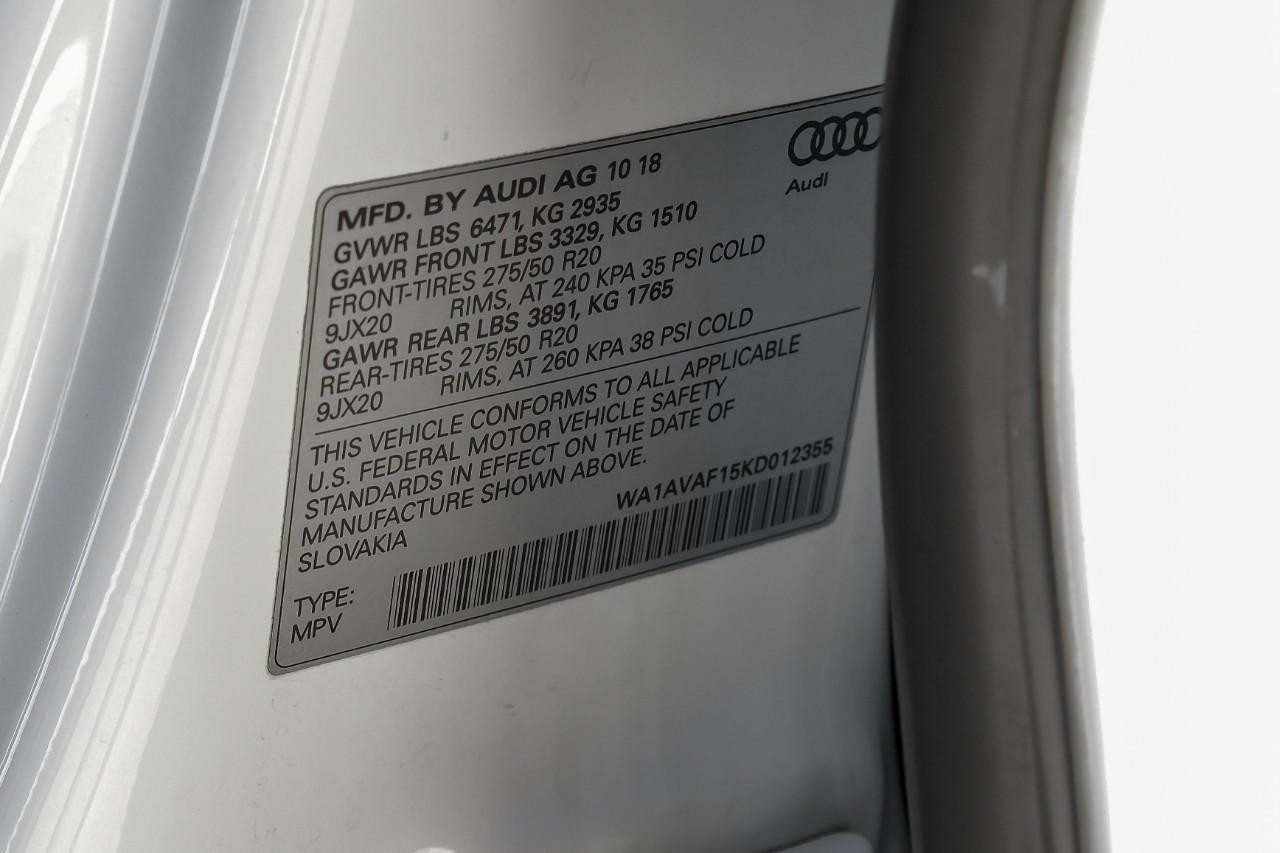 MFD. BY AUDI AG 10 18
Audi
GVWR LBS 6471, KG 2935
GAWR FRONT LBS 3329, KG 1510
FRONT-TIRES 275/50 R20
9JX20 RIMS, AT 240 KPA 35 PSI COLD
GAWR REAR LBS 3891, KG 1765
REAR-TIRES 275/50 R20
9JX20 RIMS, AT 260 KPA 38 PSI COLD
THIS VEHICLE CONFORMS TO ALL APPLICABLE
U.S. FEDERAL MOTOR VEHICLE SAFETY
STANDARDS IN EFFECT ON THE DATE OF
MANUFACTURE SHOWN ABOVE.
SLOVAKIA
WA1AVAF15KD012355
TYPE:
MPV